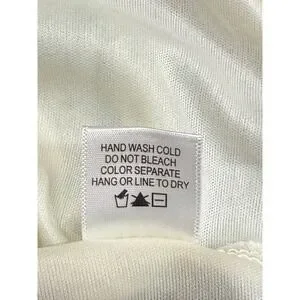 HAND WASH COLD
DO NOT BLEACH
COLOR SEPARATE
HANG OR LINE TO DRY